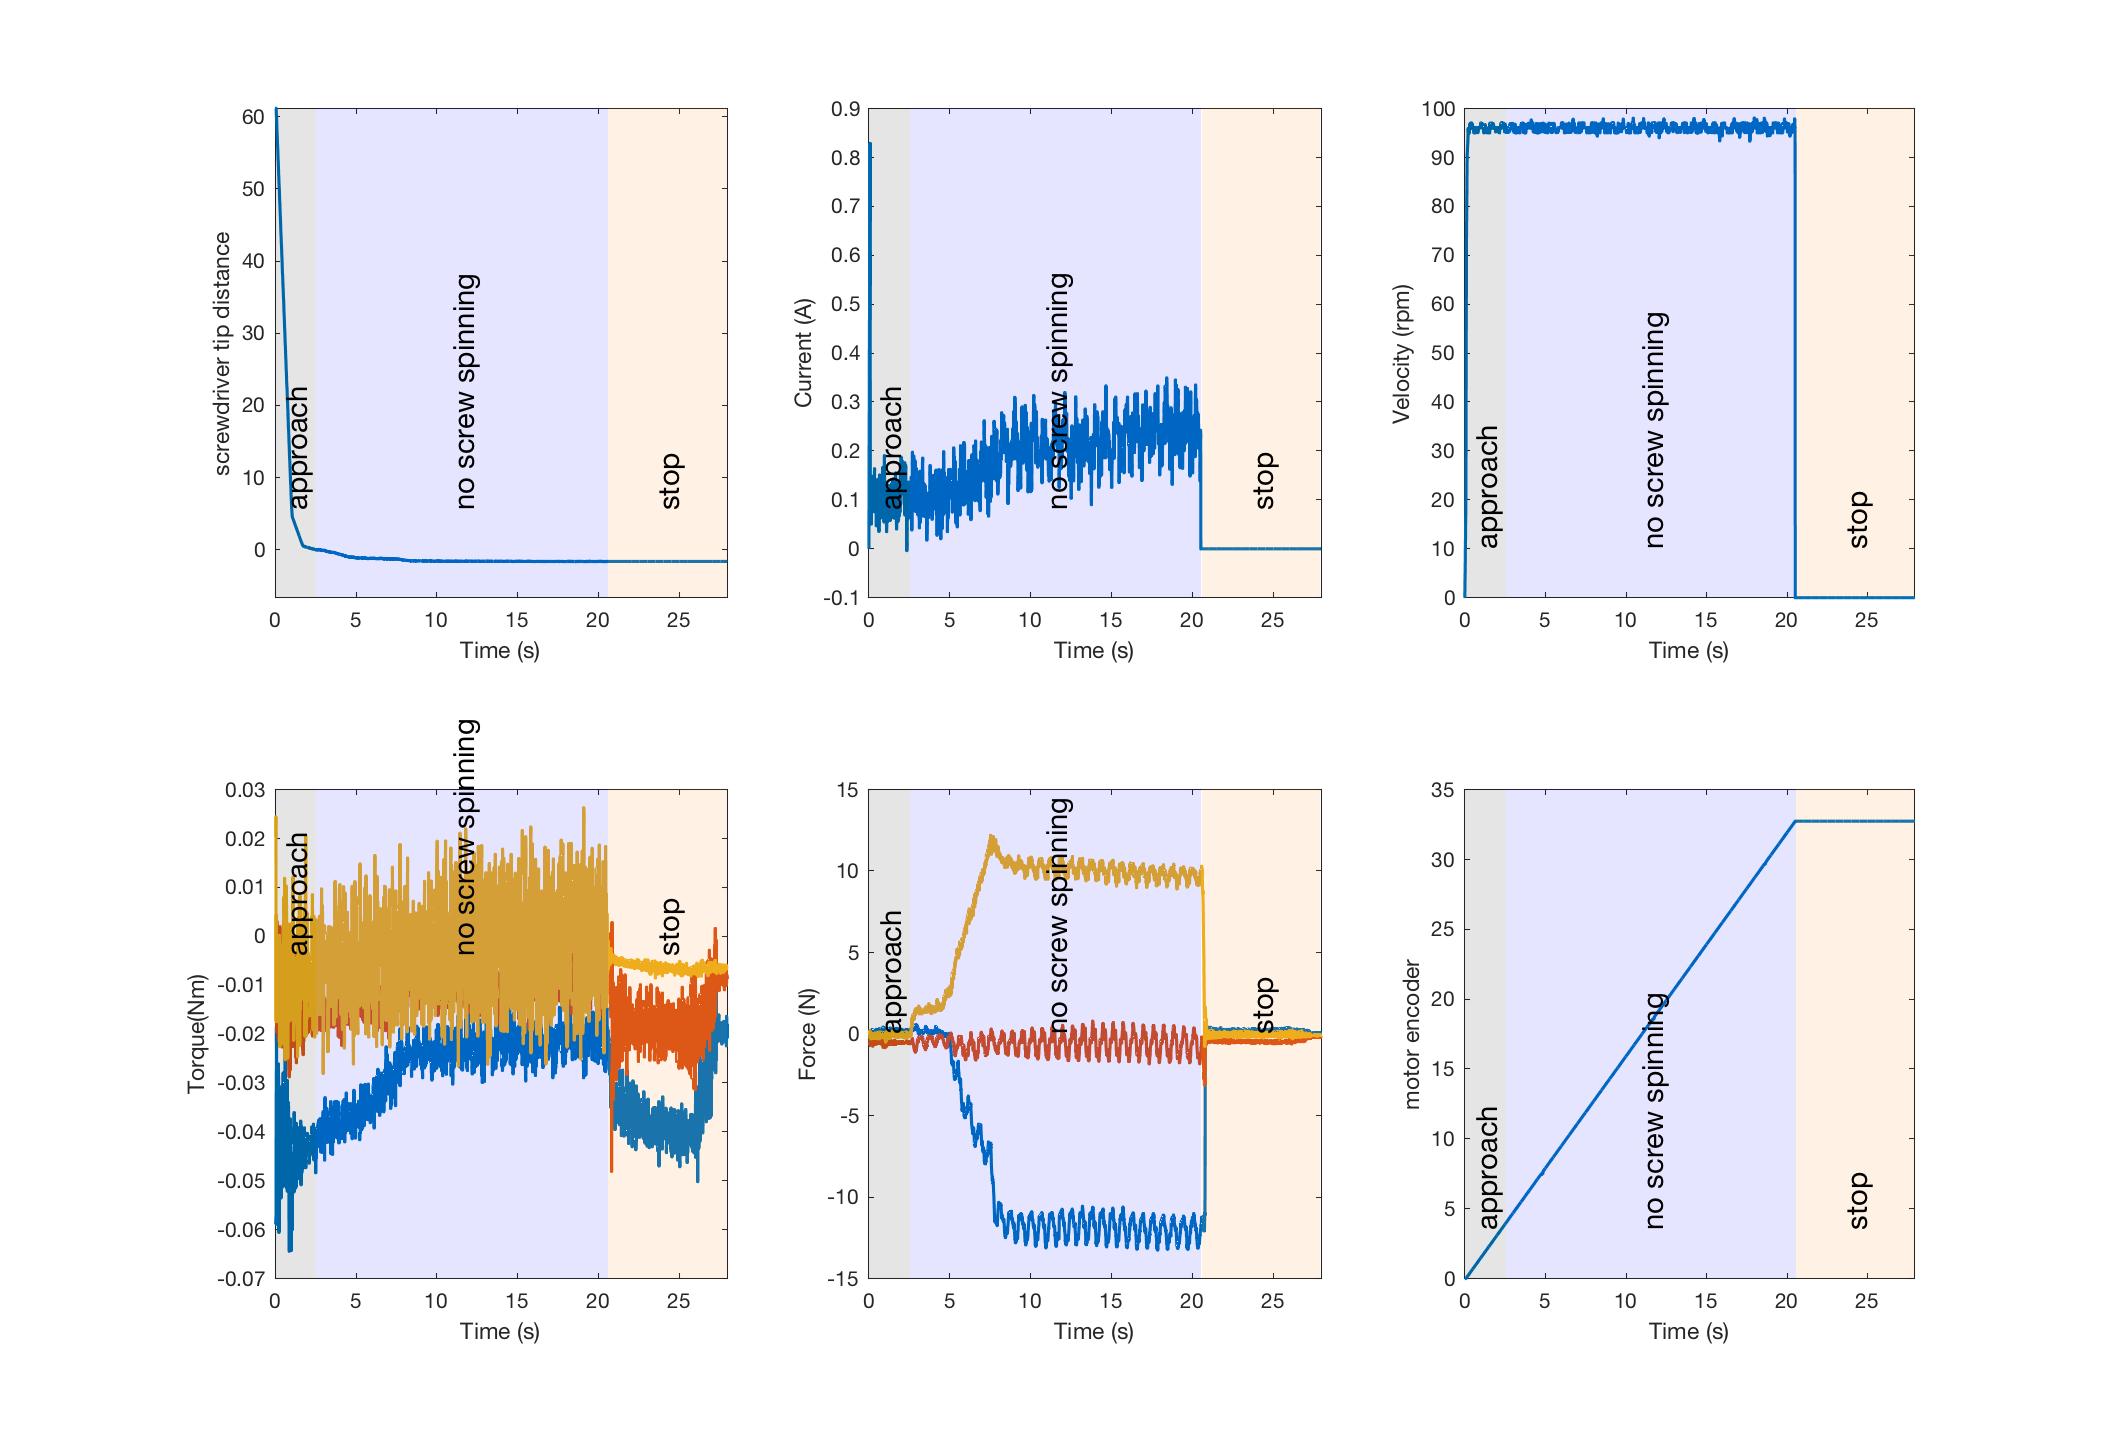 screwdriver tip distance
60
50
40
30
20
10
0
approach
no screw spinning
stop
0 5 10 15 20 25
Time (s)
Current (A)
0.9
0.8
0.7
0.6
0.5
0.4
0.3
0.2
0.1
0
-0.1
approach
no screw spinning
stop
0 5 10 15 20 25
Time (s)
Velocity (rpm)
100
90
80
70
60
50
40
30
20
10
0
approach
no screw spinning
stop
0 5 10 15 20 25
Time (s)
Torque(Nm)
0.03
0.02
0.01
0
-0.01
-0.02
-0.03
-0.04
-0.05
-0.06
-0.07
approach
no screw spinning
stop
0 5 10 15 20 25
Time (s)
Force (N)
15
10
5
0
-5
-10
-15
approach
no screw spinning
stop
0 5 10 15 20 25
Time (s)
motor encoder
35
30
25
20
15
10
5
0
approach
no screw spinning
stop
0 5 10 15 20 25
Time (s)